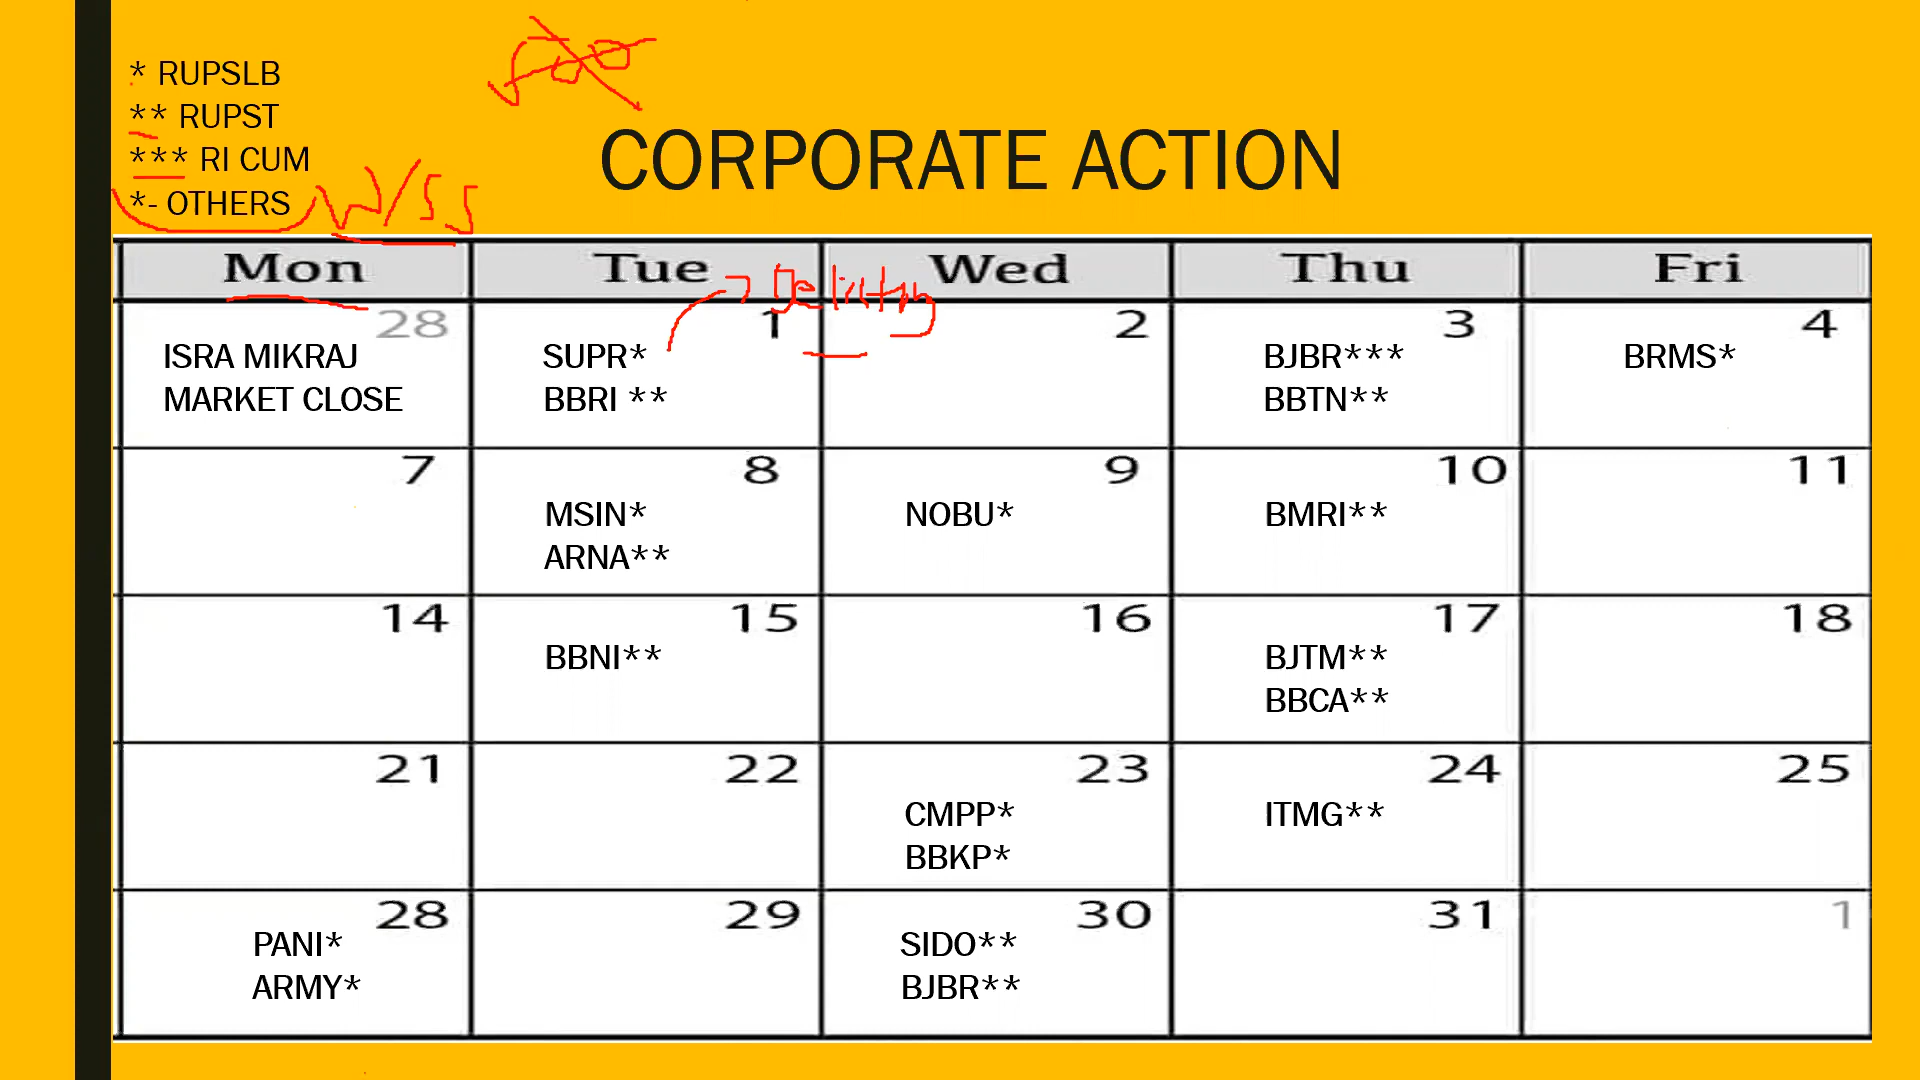 * RUPSLB
** RUPST
*** RI CUM
*- OTHERS
W/SS
CORPORATE ACTION
Mon Tue Wed Thu Fri
28 1 2 3 4
ISRA MIKRAJ
MARKET CLOSE
SUPR*
BBRI **
BJBR***
BBTN**
BRMS*
7 8 9 10 11
MSIN*
ARNA**
NOBU*
BMRI**
14 15 16 17 18
BBNI**
BJTM**
BBCA**
21 22 23 24 25
CMPP*
BBKP*
ITMG**
28 29 30 31 1
PANI*
ARMY*
SIDO**
BJBR**